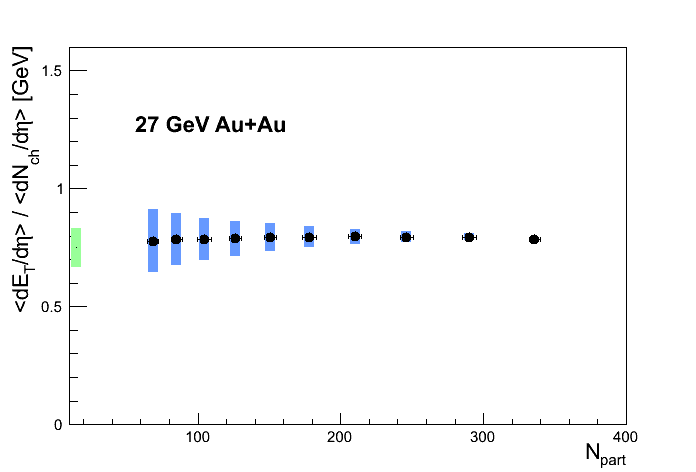 <dE_T/dη> / <dN_ch/dη> [GeV]
1.5
1
0.5
0
27 GeV Au+Au
100 200 300 400
N_part